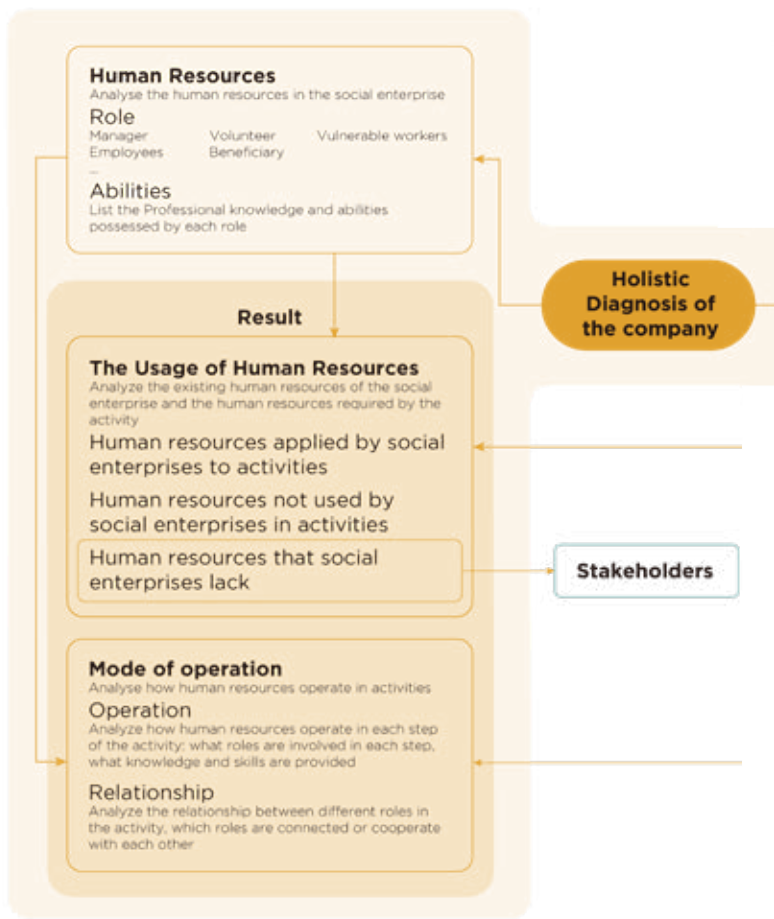 Human Resources
Analyse the human resources in the social enterprise
Role
Manager Volunteer Vulnerable workers
Employees Beneficiary
...
Abilities
List the Professional knowledge and abilities
possessed by each role
Holistic
Diagnosis of
the company
Result
The Usage of Human Resources
Analyze the existing human resources of the social
enterprise and the human resources required by the
activity
Human resources applied by social
enterprises to activities
Human resources not used by
social enterprises in activities
Human resources that social
enterprises lack
Stakeholders
Mode of operation
Analyse how human resources operate in activities
Operation
Analyze how human resources operate in each step
of the activity: what roles are involved in each step,
what knowledge and skills are provided
Relationship
Analyze the relationship between different roles in
the activity, which roles are connected or cooperate
with each other